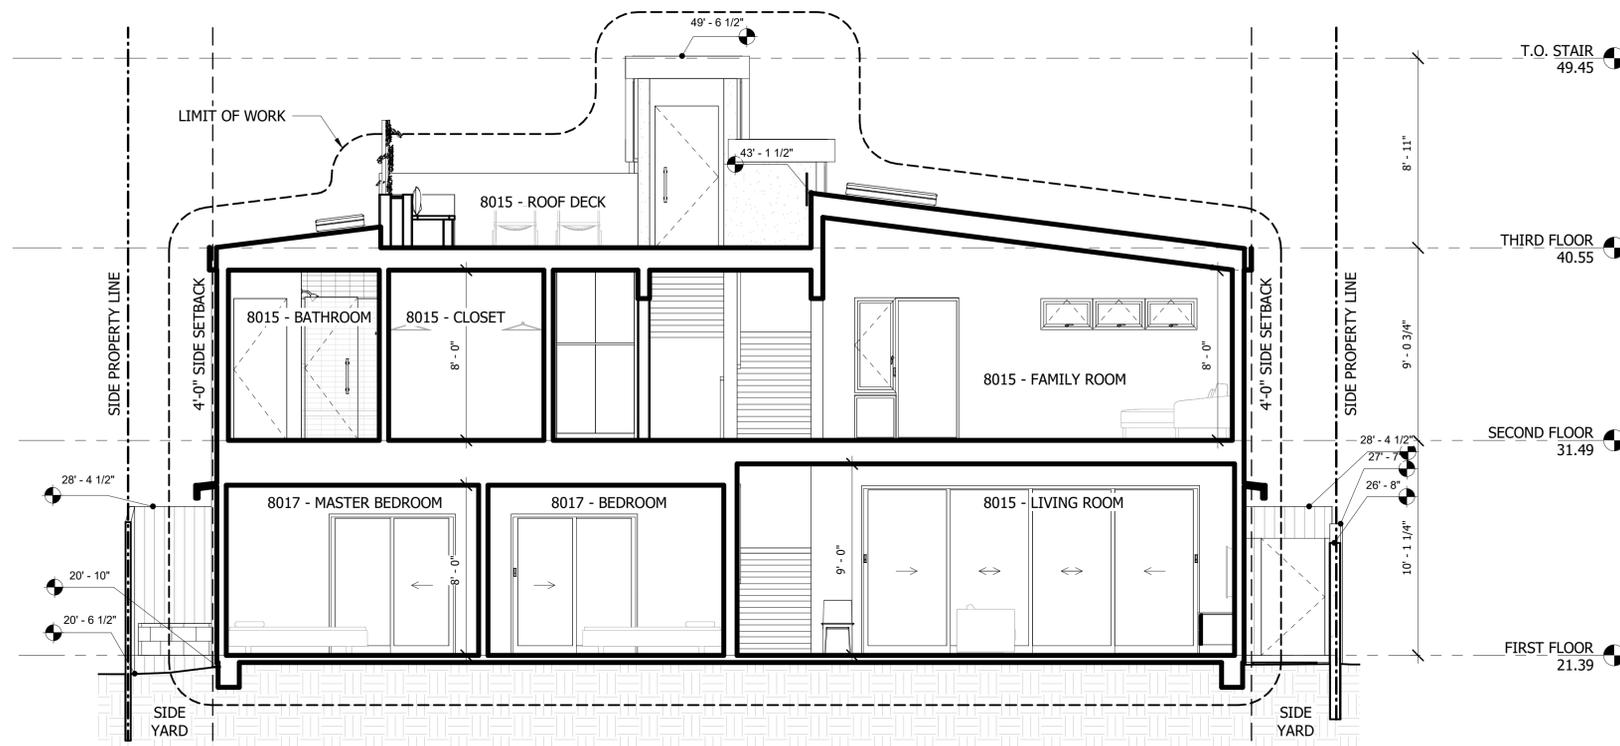 49' - 6 1/2"
T.O. STAIR
49.45
LIMIT OF WORK
43' - 1 1/2"
8' - 11"
8015 - ROOF DECK
THIRD FLOOR
40.55
SIDE PROPERTY LINE
4'-0" SIDE SETBACK
8015 - BATHROOM
8015 - CLOSET
8' - 0"
8015 - FAMILY ROOM
8' - 0"
4'-0" SIDE SETBACK
SIDE PROPERTY LINE
9' - 0 3/4"
SECOND FLOOR
31.49
28' - 4 1/2"
27' - 7"
26' - 8"
28' - 4 1/2"
8017 - MASTER BEDROOM
8017 - BEDROOM
8015 - LIVING ROOM
8' - 0"
9' - 0"
10' - 1 1/4"
20' - 10"
20' - 6 1/2"
FIRST FLOOR
21.39
SIDE
YARD
SIDE
YARD